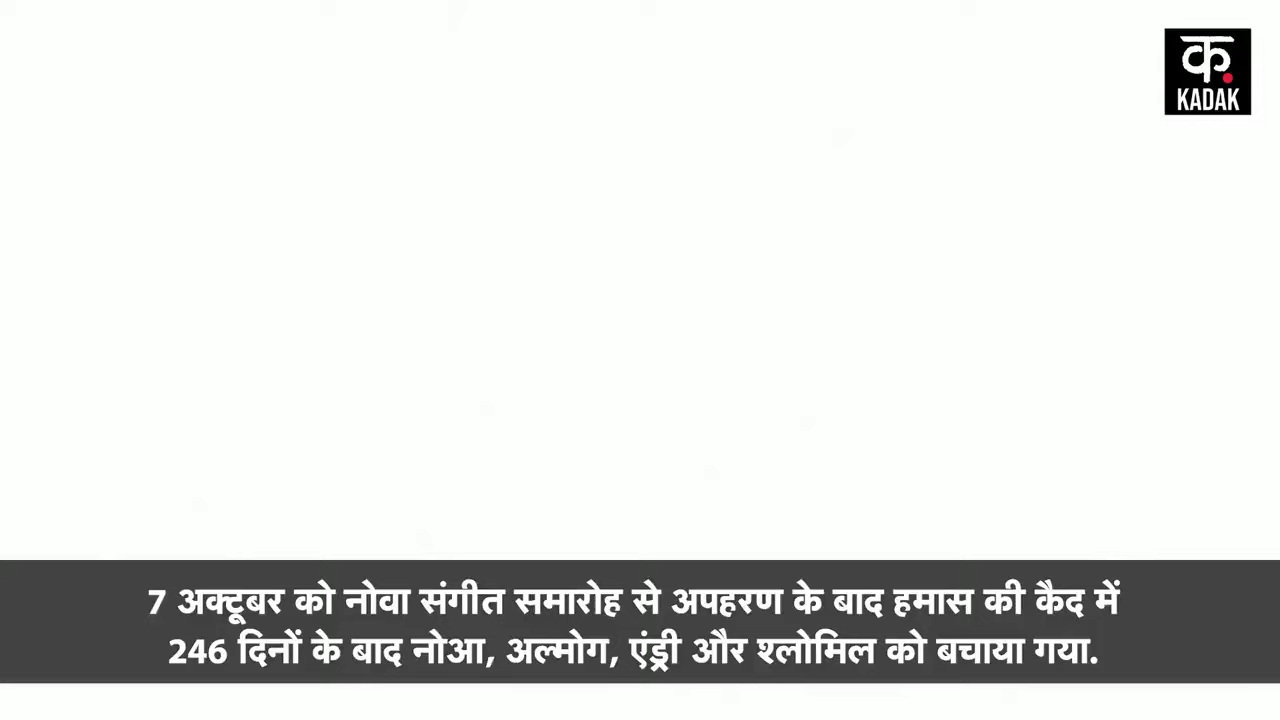 क.
KADAK
7 अक्टूबर को नोवा संगीत समारोह से अपहरण के बाद हमास की कैद में
246 दिनों के बाद नोआ, अल्मोग, एंड्री और श्लोमिल को बचाया गया.